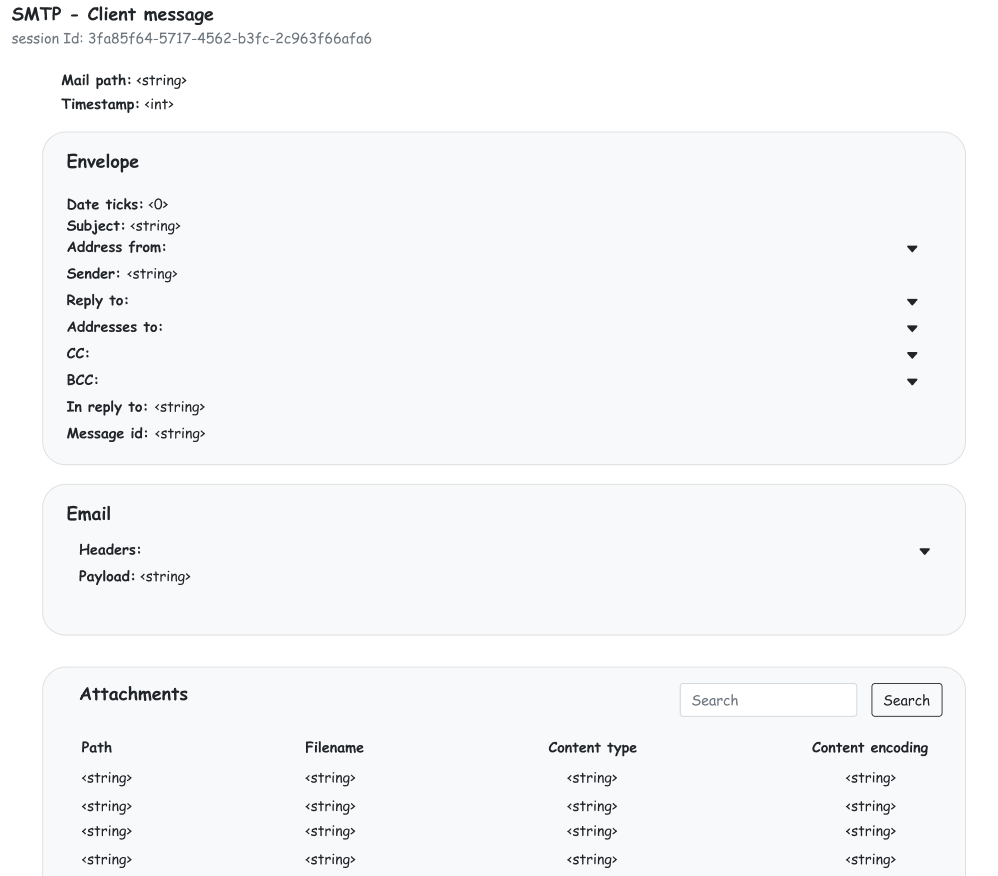 SMTP - Client message
session Id: 3fa85f64-5717-4562-b3fc-2c963f66afa6
Mail path: <string>
Timestamp: <int>
Envelope
Date ticks: <0>
Subject: <string>
Address from:
Sender: <string>
Reply to:
Addresses to:
CC:
BCC:
In reply to: <string>
Message id: <string>
Email
Headers:
Payload: <string>
Attachments Search Search
Path Filename Content type Content encoding
<string> <string> <string> <string>
<string> <string> <string> <string>
<string> <string> <string> <string>
<string> <string> <string> <string>